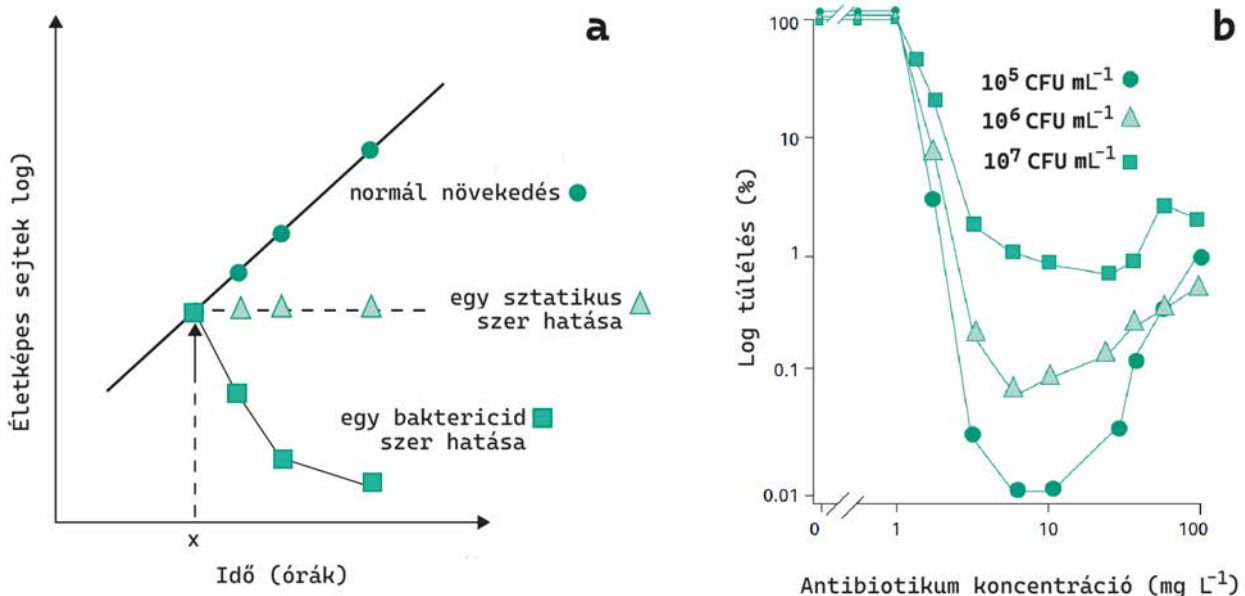 a
Életképes sejtek log)
normál növekedés
egy sztatikus
szer hatása
egy baktericid
szer hatása
x
Idő (órák)
b
10⁵ CFU mL⁻¹
10⁶ CFU mL⁻¹
10⁷ CFU mL⁻¹
Log túlélés (%)
100
10
1
0.1
0.01
0 1 10 100
Antibiotikum koncentráció (mg L⁻¹)